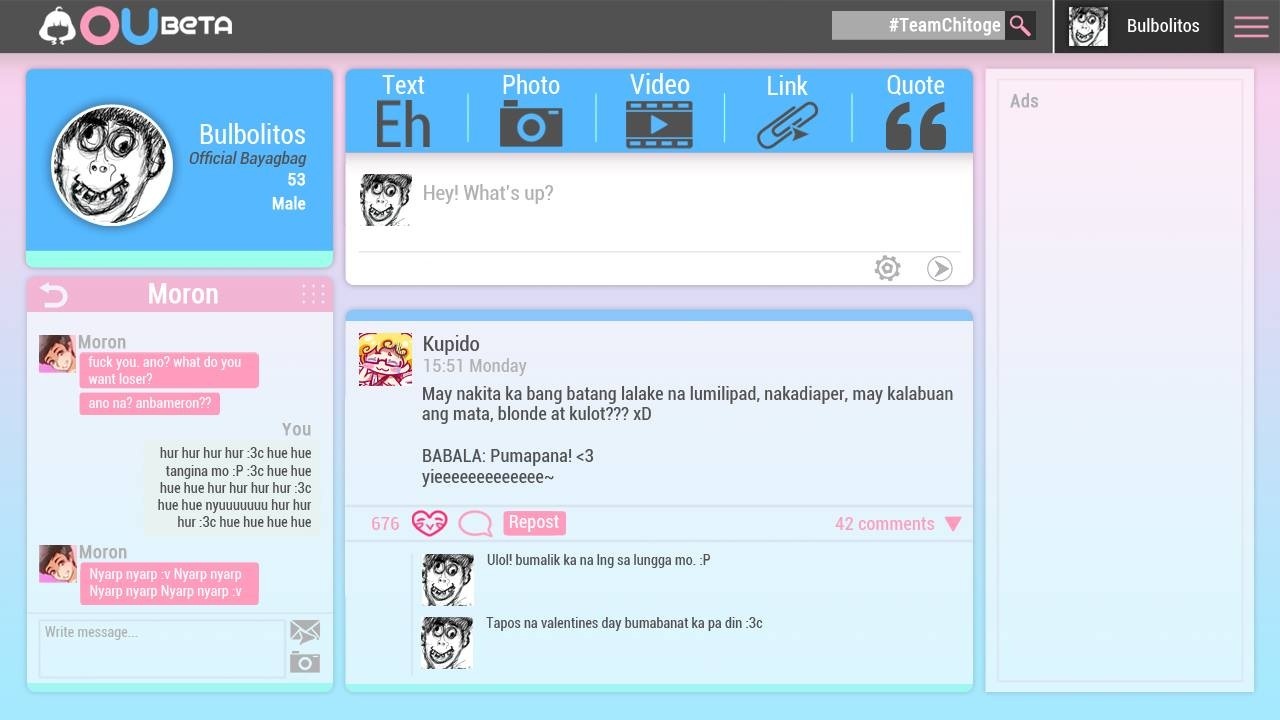 OU BETA
#TeamChitoge
Bulbolitos
Bulbolitos
Official Bayagbag
53
Male
Text
Eh
Photo
Video
Link
Quote
Hey! What's up?
Ads
Moron
Moron
fuck you. ano? what do you
want loser?
ano na? anbameron??
You
hur hur hur hur :3c hue hue
tangina mo :P :3c hue hue
hue hue hur hur hur hur :3c
hue hue nyuuuuuuu hur hur
hur :3c hue hue hue hue
Moron
Nyarp nyarp :v Nyarp nyarp
Nyarp nyarp Nyarp nyarp :v
Write message...
Kupido
15:51 Monday
May nakita ka bang batang lalake na lumilipad, nakadiaper, may kalabuan
ang mata, blonde at kulot??? xD
BABALA: Pumapana! <3
yieeeeeeeeeeeee~
676
Repost
42 comments
Ulol! bumalik ka na lng sa lungga mo. :P
Tapos na valentines day bumabanat ka pa din :3c